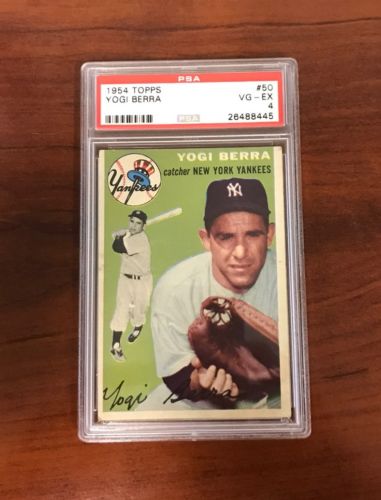 PSA
1954 TOPPS #50
YOGI BERRA VG-EX
4
PSA 26488445
YOGI BERRA
catcher NEW YORK YANKEES
Yankees
NY
Yogi Berra